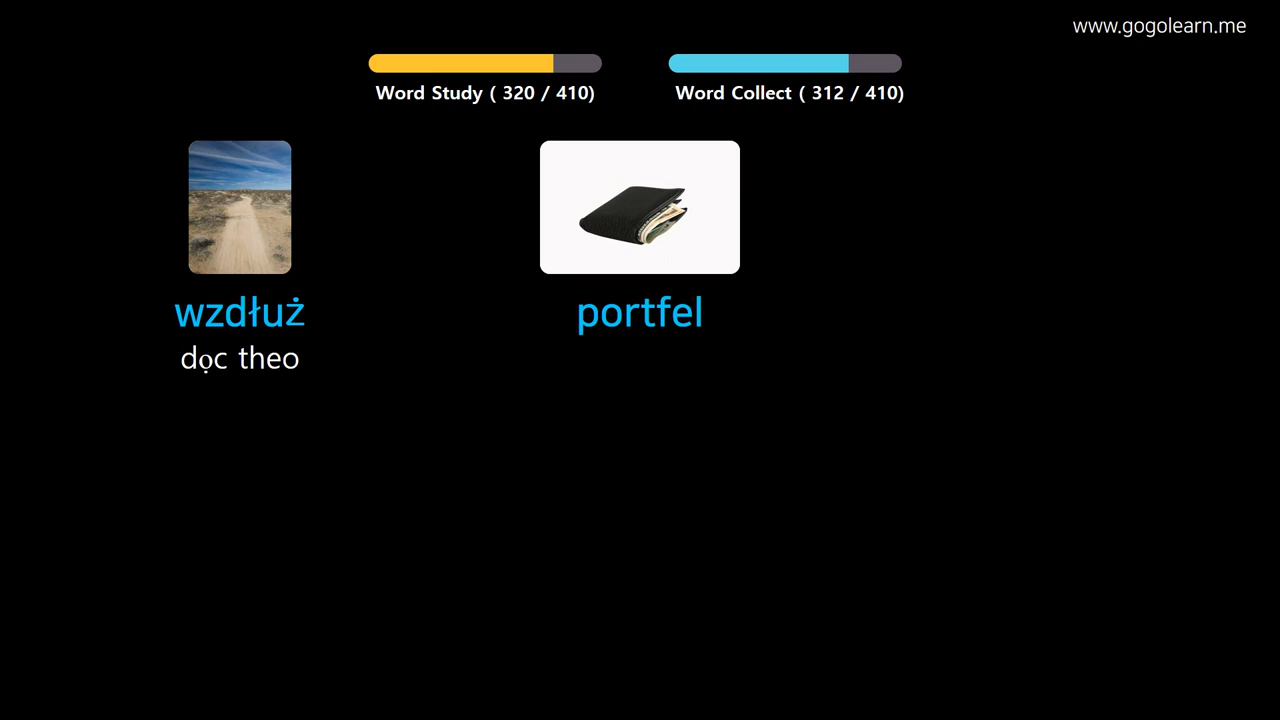 www.gogolearn.me
Word Study ( 320 / 410)
Word Collect ( 312 / 410)
wzdłuż
dọc theo
portfel